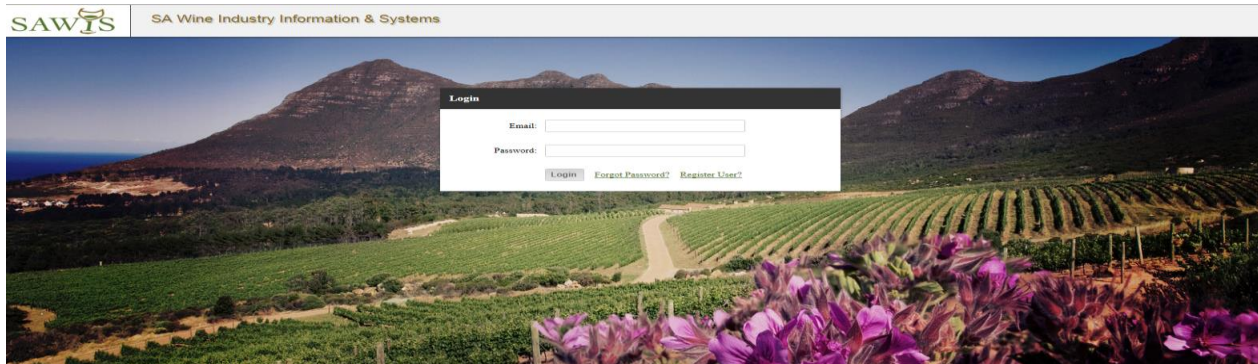 SAWIS
SA Wine Industry Information & Systems
Login
Email:
Password:
Login Forgot Password? Register User?